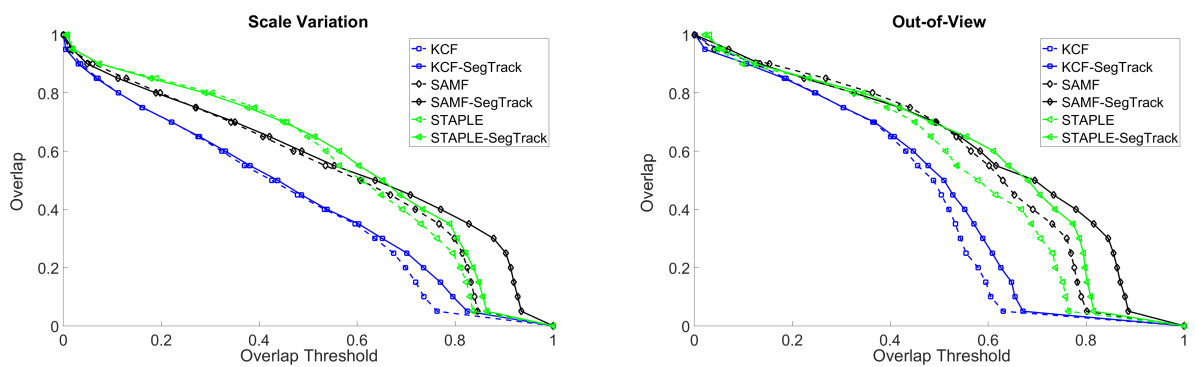 Scale Variation
1
0.8
0.6
0.4
0.2
0
Overlap
0
0.2
0.4
0.6
0.8
1
Overlap Threshold
KCF
KCF-SegTrack
SAMF
SAMF-SegTrack
STAPLE
STAPLE-SegTrack
Out-of-View
1
0.8
0.6
0.4
0.2
0
Overlap
0
0.2
0.4
0.6
0.8
1
Overlap Threshold
KCF
KCF-SegTrack
SAMF
SAMF-SegTrack
STAPLE
STAPLE-SegTrack